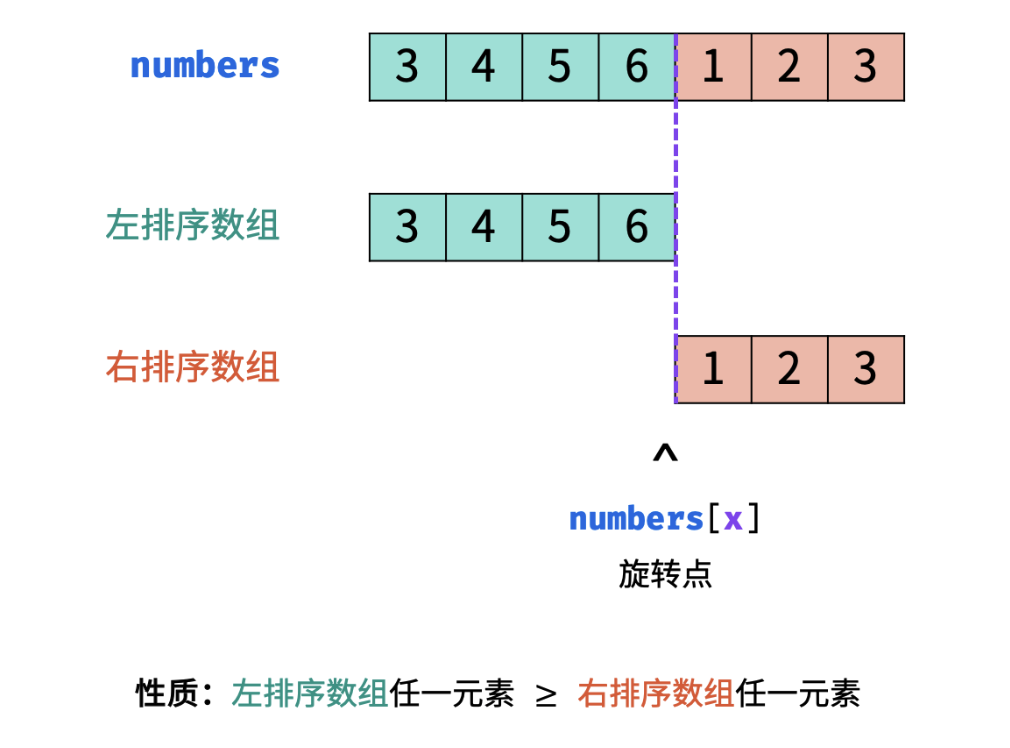 numbers 3 4 5 6 1 2 3
左排序数组 3 4 5 6
右排序数组 1 2 3
^
numbers[x]
旋转点
性质：左排序数组任一元素 ≥ 右排序数组任一元素